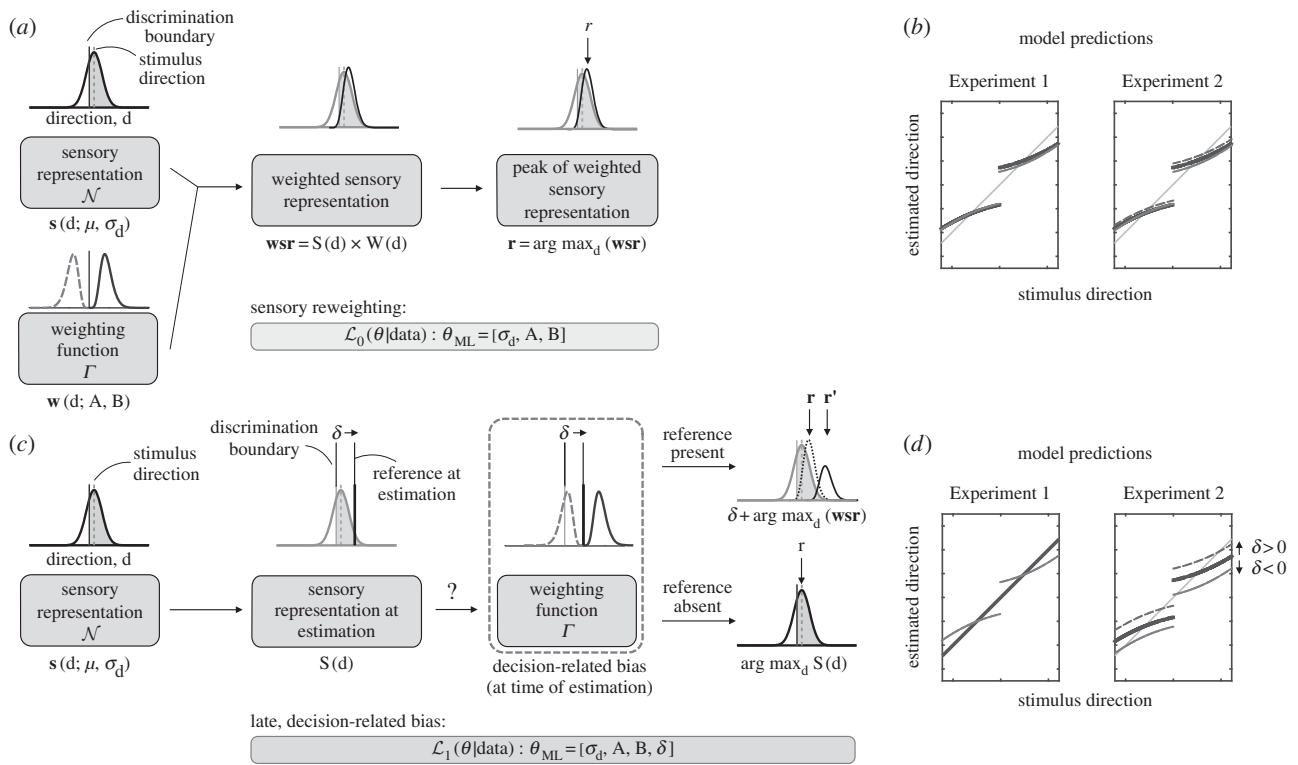 (a)
discrimination
boundary
stimulus
direction
direction, d
sensory
representation
𝒩
s (d; μ, σd)
weighting
function
Γ
w (d; A, B)
weighted sensory
representation
wsr = S (d) × W (d)
r
peak of weighted
sensory
representation
r = arg maxd (wsr)
sensory reweighting:
ℒ0 (θ|data) : θML = [σd, A, B]
(b)
model predictions
Experiment 1
Experiment 2
estimated direction
stimulus direction
(c)
stimulus
direction
direction, d
sensory
representation
𝒩
s (d; μ, σd)
discrimination
boundary
δ
reference at
estimation
sensory
representation at
estimation
S (d)
?
δ
weighting
function
Γ
decision-related bias
(at time of estimation)
reference
present
r r'
δ + arg maxd (wsr)
reference
absent
r
arg maxd S (d)
late, decision-related bias:
ℒ1 (θ|data) : θML = [σd, A, B, δ]
(d)
model predictions
Experiment 1
Experiment 2
estimated direction
δ > 0
δ < 0
stimulus direction